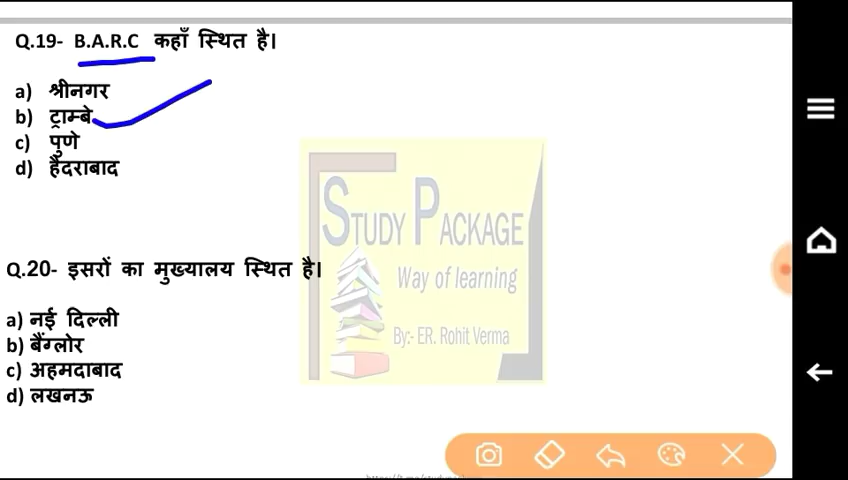 Q.19- B.A.R.C कहाँ स्थित है।
a) श्रीनगर
b) ट्राम्बे
c) पुणे
d) हैदराबाद
STUDY PACKAGE
Way of learning
By:- ER. Rohit Verma
Q.20- इसरों का मुख्यालय स्थित है।
a) नई दिल्ली
b) बैंग्लोर
c) अहमदाबाद
d) लखनऊ